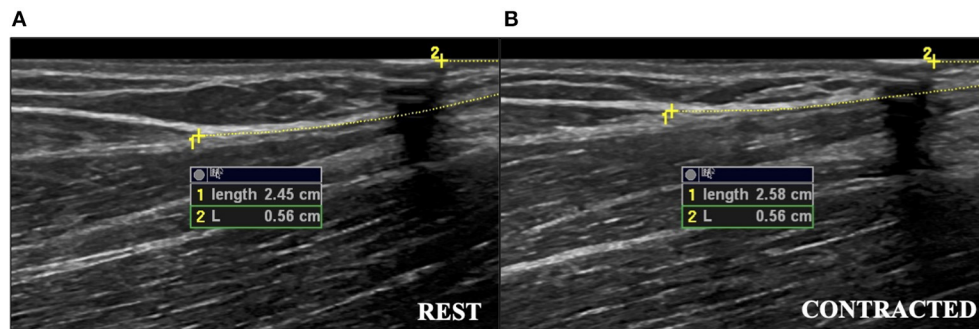 A
B
2
2
1
1
1 length 2.45 cm
2 L 0.56 cm
1 length 2.58 cm
2 L 0.56 cm
REST
CONTRACTED